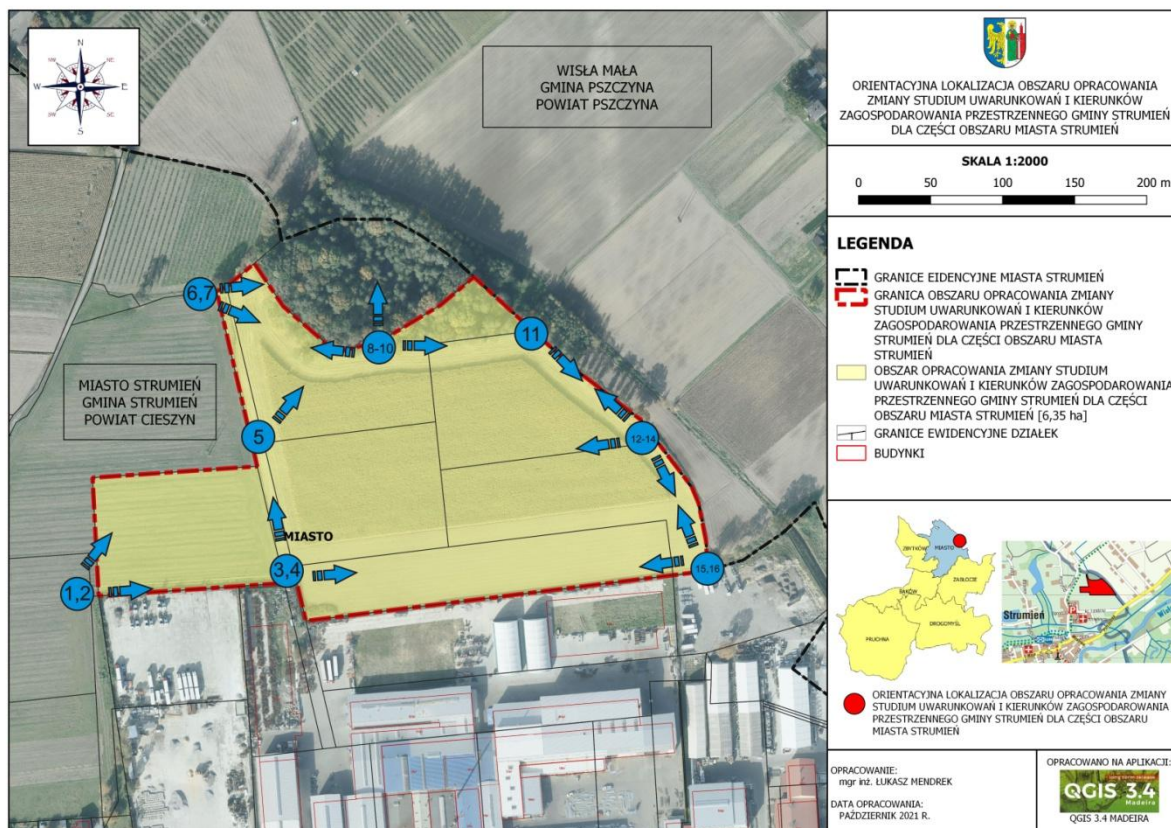 N
NW
NE
W
E
SW
SE
S
WISŁA MAŁA
GMINA PSZCZYNA
POWIAT PSZCZYNA
MIASTO STRUMIEŃ
GMINA STRUMIEŃ
POWIAT CIESZYN
6,7
8-10
11
5
12-14
MIASTO
3,4
1,2
15,16
ORIENTACYJNA LOKALIZACJA OBSZARU OPRACOWANIA
ZMIANY STUDIUM UWARUNKOWAŃ I KIERUNKÓW
ZAGOSPODAROWANIA PRZESTRZENNEGO GMINY STRUMIEŃ
DLA CZĘŚCI OBSZARU MIASTA STRUMIEŃ
SKALA 1:2000
0 50 100 150 200 m
LEGENDA
GRANICE EIDENCYJNE MIASTA STRUMIEŃ
GRANICA OBSZARU OPRACOWANIA ZMIANY
STUDIUM UWARUNKOWAŃ I KIERUNKÓW
ZAGOSPODAROWANIA PRZESTRZENNEGO GMINY
STRUMIEŃ DLA CZĘŚCI OBSZARU MIASTA
STRUMIEŃ
OBSZAR OPRACOWANIA ZMIANY STUDIUM
UWARUNKOWAŃ I KIERUNKÓW ZAGOSPODAROWANIA
PRZESTRZENNEGO GMINY STRUMIEŃ DLA CZĘŚCI
OBSZARU MIASTA STRUMIEŃ [6,35 ha]
GRANICE EWIDENCYJNE DZIAŁEK
BUDYNKI
ZBYTKÓW
MIASTO
ZABŁOCIE
BĄKÓW
PRUCHNA
DROGOMYŚL
Strumień
P
ORIENTACYJNA LOKALIZACJA OBSZARU OPRACOWANIA ZMIANY
STUDIUM UWARUNKOWAŃ I KIERUNKÓW ZAGOSPODAROWANIA
PRZESTRZENNEGO GMINY STRUMIEŃ DLA CZĘŚCI OBSZARU
MIASTA STRUMIEŃ
OPRACOWANIE:
mgr inż. ŁUKASZ MENDREK
DATA OPRACOWANIA:
PAŹDZIERNIK 2021 R.
OPRACOWANO NA APLIKACJI:
QGIS 3.4
Madeira
QGIS 3.4 MADEIRA